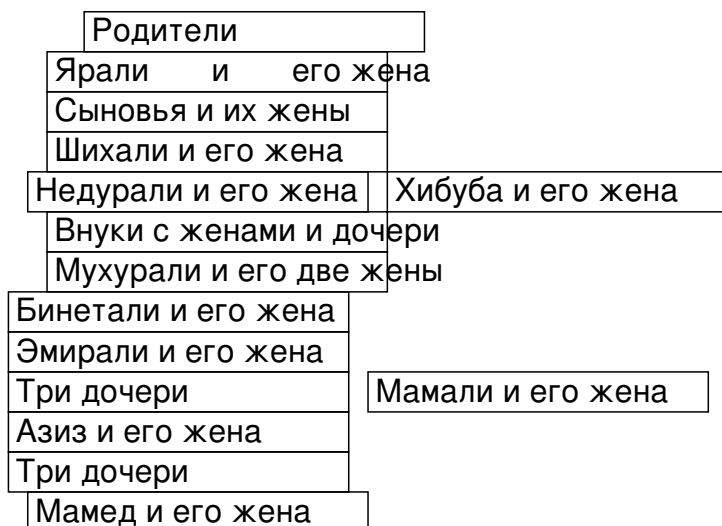 Родители
Ярали и его жена
Сыновья и их жены
Шихали и его жена
Недурали и его жена Хибуба и его жена
Внуки с женами и дочери
Мухурали и его две жены
Бинетали и его жена
Эмирали и его жена
Три дочери Мамали и его жена
Азиз и его жена
Три дочери
Мамед и его жена